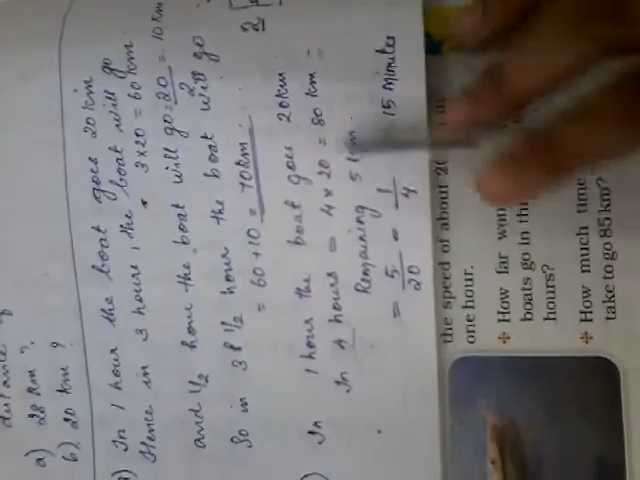 distance
a) 28 km ?
b) 20 km ?
) In 1 hour the boat goes 20 km
Hence in 3 hours, the boat will go
3 x 20 = 60 km.
and 1/2 hour the boat will go = 20/2 = 10 km
So in 3 & 1/2 hour the boat will go
= 60 + 10 = 70 km.
) In 1 hour the boat goes 20 km.
In 4 hours = 4 x 20 = 80 km
Remaining 5 km.
= 5/20 = 1/4 15 Minutes
the speed of about 20
one hour.
❖ How far
boats go in
hours?
❖ How much time
take to go 85 km?